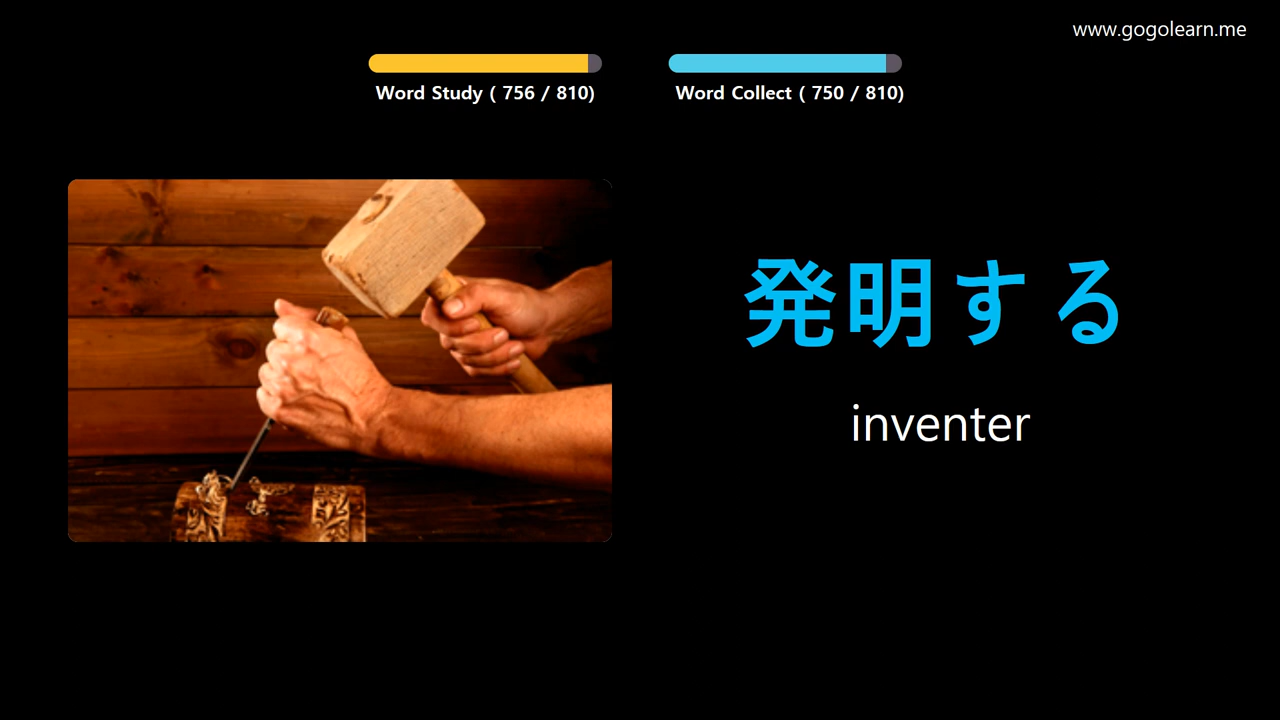 www.gogolearn.me
Word Study ( 756 / 810)
Word Collect ( 750 / 810)
発明する
inventer